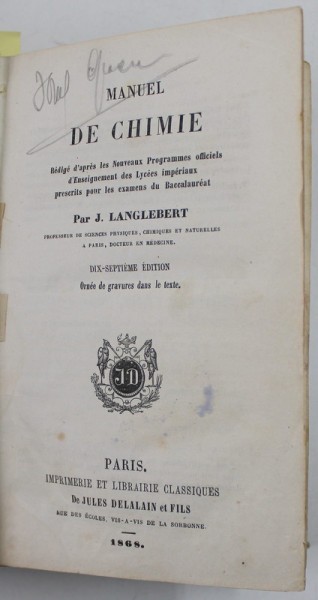 MANUEL
DE CHIMIE
Rédigé d'après les Nouveaux Programmes officiels
d'Enseignement des Lycées impériaux
prescrits pour les examens du Baccalauréat
Par J. LANGLEBERT
PROFESSEUR DE SCIENCES PHYSIQUES, CHIMIQUES ET NATURELLES
A PARIS, DOCTEUR EN MEDECINE.
DIX-SEPTIÈME ÉDITION
Ornée de gravures dans le texte.
JD
PARIS.
IMPRIMERIE ET LIBRAIRIE CLASSIQUES
De JULES DELALAIN et FILS
RUE DES ÉCOLES, VIS-A-VIS DE LA SORBONNE.
1868.